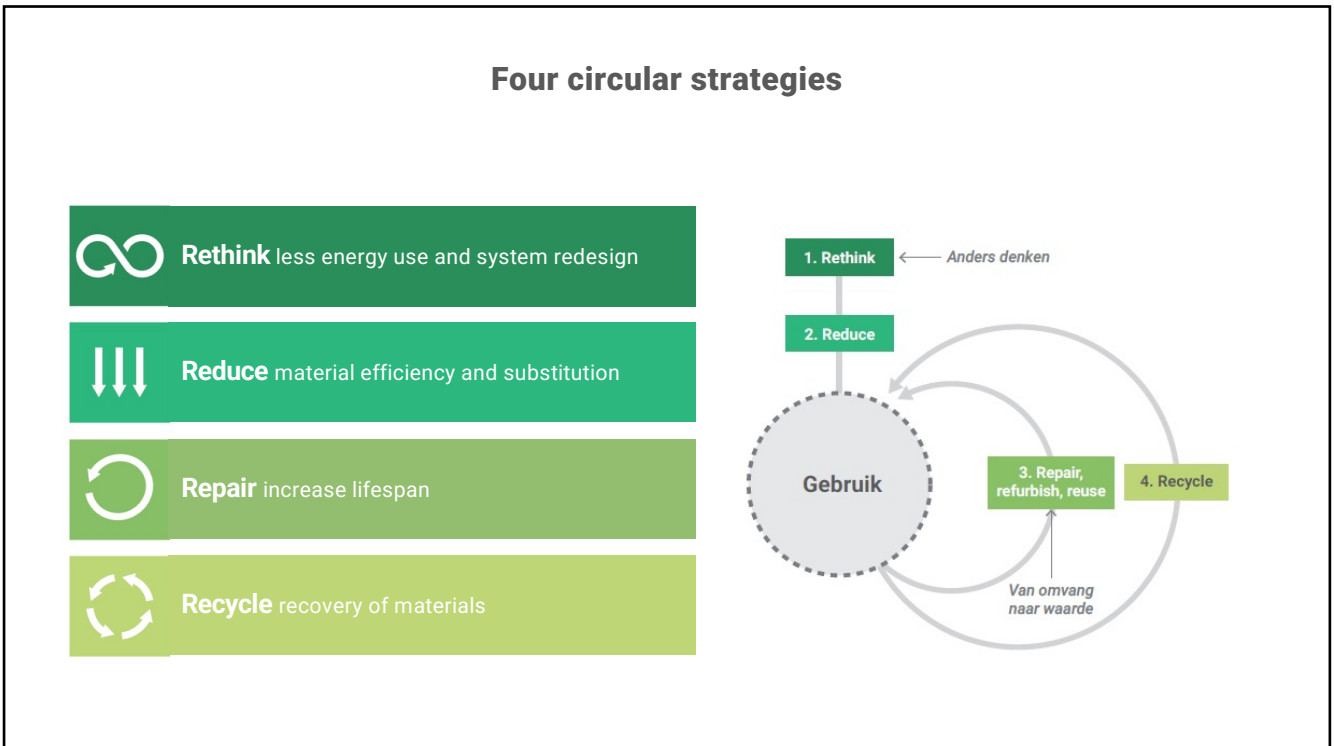 Four circular strategies
Rethink less energy use and system redesign
Reduce material efficiency and substitution
Repair increase lifespan
Recycle recovery of materials
1. Rethink
Anders denken
2. Reduce
Gebruik
3. Repair,
refurbish, reuse
4. Recycle
Van omvang
naar waarde